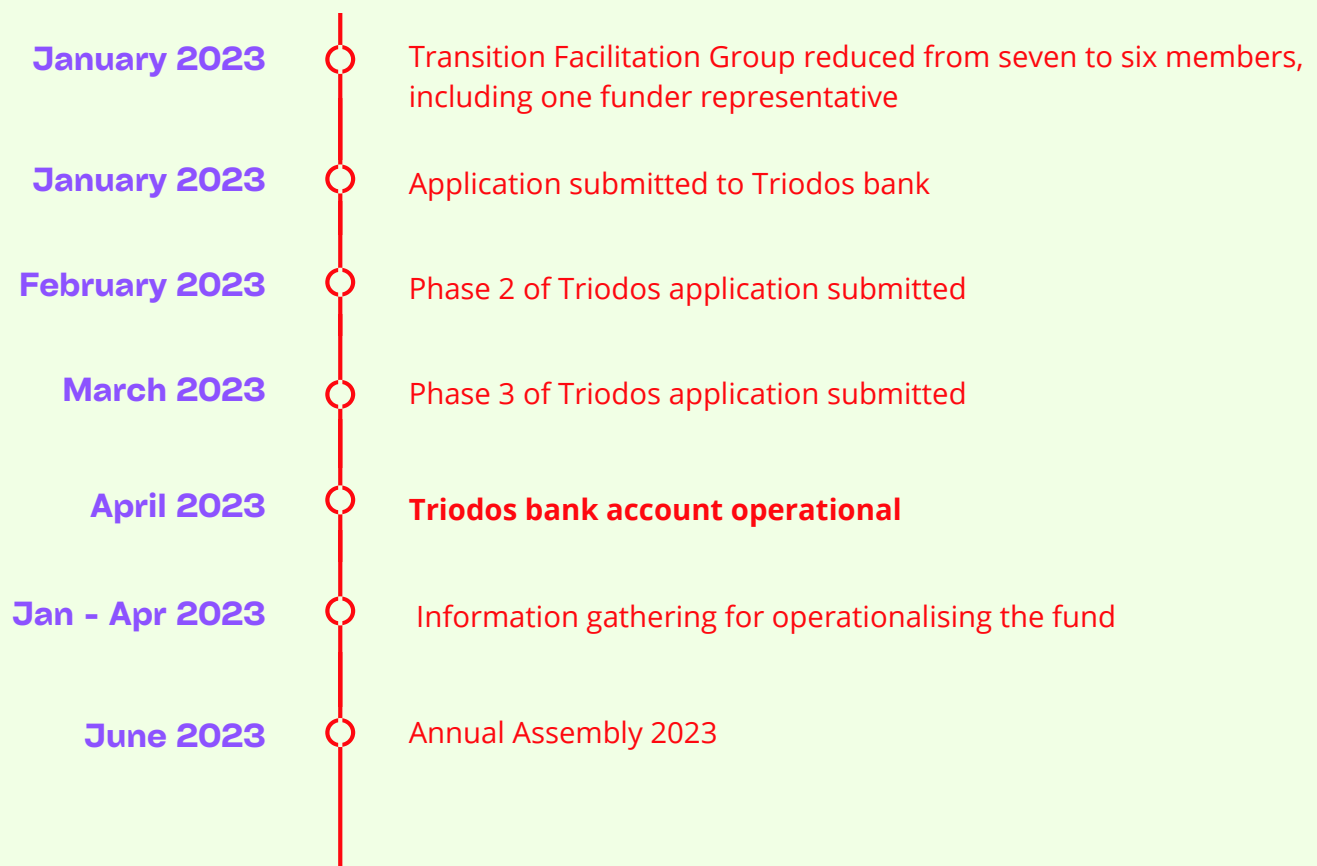 January 2023
Transition Facilitation Group reduced from seven to six members,
including one funder representative
January 2023
Application submitted to Triodos bank
February 2023
Phase 2 of Triodos application submitted
March 2023
Phase 3 of Triodos application submitted
April 2023
Triodos bank account operational
Jan - Apr 2023
Information gathering for operationalising the fund
June 2023
Annual Assembly 2023